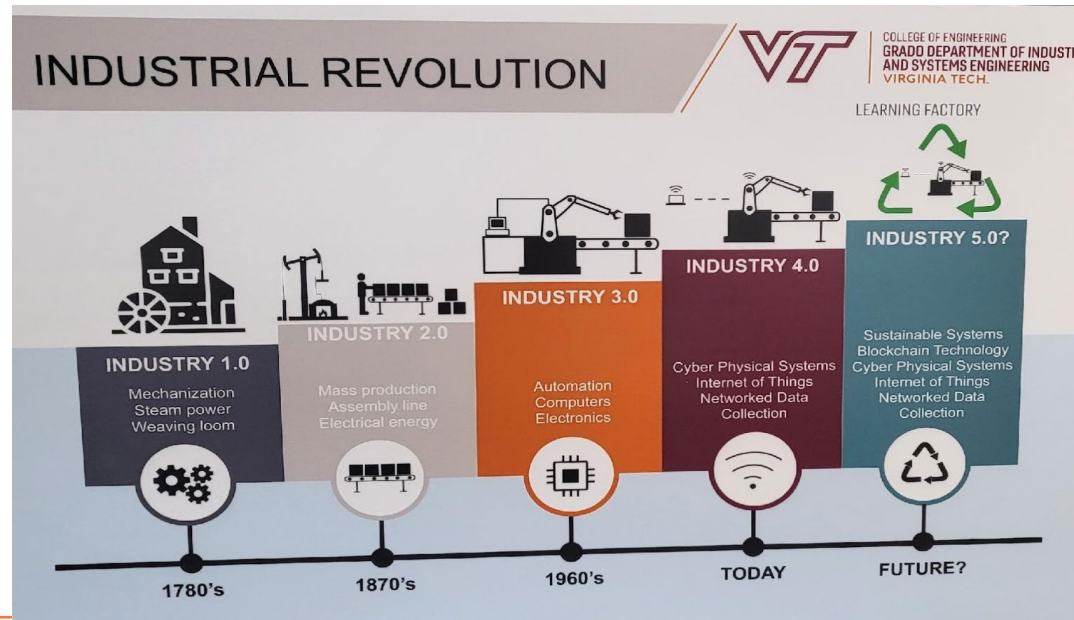 INDUSTRIAL REVOLUTION
VT
COLLEGE OF ENGINEERING
GRADO DEPARTMENT OF
AND SYSTEMS ENGINEERING
VIRGINIA TECH.
LEARNING FACTORY
INDUSTRY 1.0
Mechanization
Steam power
Weaving loom
INDUSTRY 2.0
Mass production
Assembly line
Electrical energy
INDUSTRY 3.0
Automation
Computers
Electronics
INDUSTRY 4.0
Cyber Physical Systems
Internet of Things
Networked Data
Collection
INDUSTRY 5.0?
Sustainable Systems
Blockchain Technology
Cyber Physical Systems
Internet of Things
Networked Data
Collection
1780's
1870's
1960's
TODAY
FUTURE?